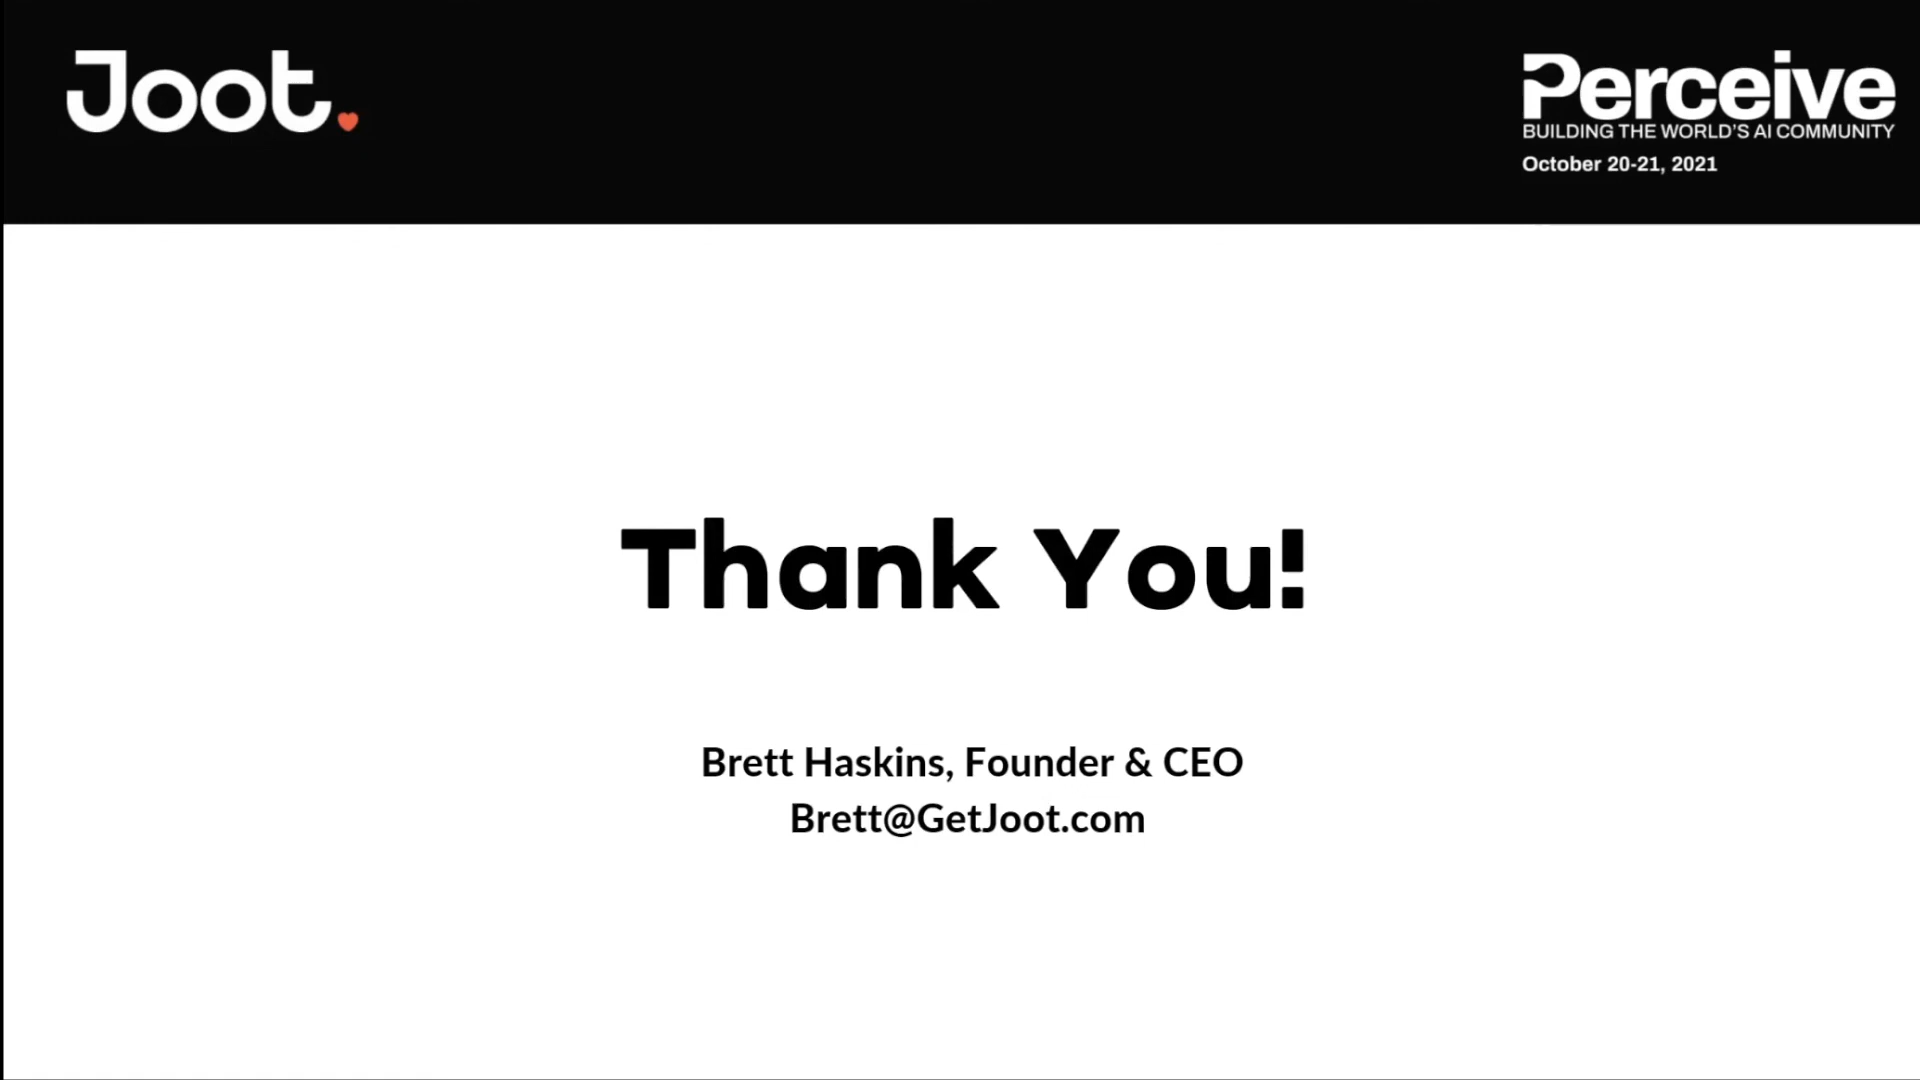 Joot.
Perceive
BUILDING THE WORLD'S AI COMMUNITY
October 20-21, 2021
Thank You!
Brett Haskins, Founder & CEO
Brett@GetJoot.com